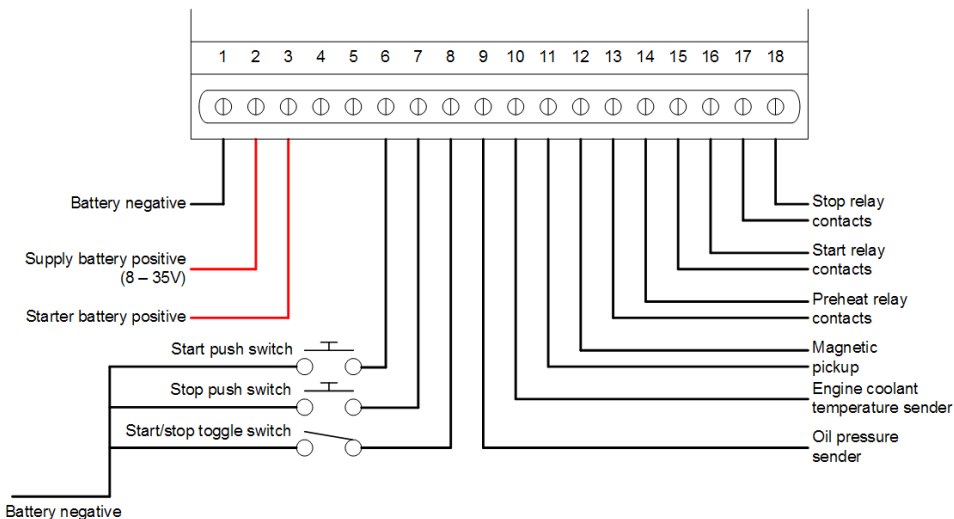 1 2 3 4 5 6 7 8 9 10 11 12 13 14 15 16 17 18
Battery negative
Supply battery positive
(8 – 35V)
Starter battery positive
Start push switch
Stop push switch
Start/stop toggle switch
Battery negative
Stop relay
contacts
Start relay
contacts
Preheat relay
contacts
Magnetic
pickup
Engine coolant
temperature sender
Oil pressure
sender